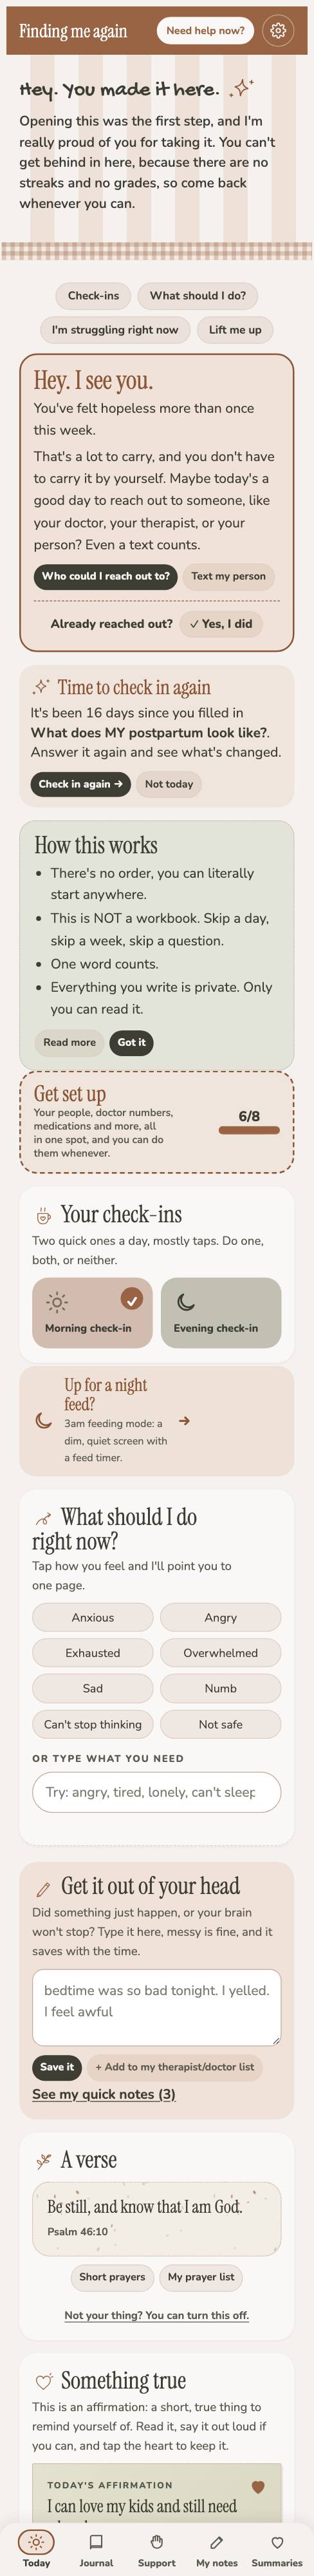 Finding me again
Need help now?
Hey. You made it here.
Opening this was the first step, and I'm
really proud of you for taking it. You can't
get behind in here, because there are no
streaks and no grades, so come back
whenever you can.
Check-ins
What should I do?
I'm struggling right now
Lift me up
Hey. I see you.
You've felt hopeless more than once
this week.
That's a lot to carry, and you don't have
to carry it by yourself. Maybe today's a
good day to reach out to someone, like
your doctor, your therapist, or your
person? Even a text counts.
Who could I reach out to?
Text my person
Already reached out?
✓ Yes, I did
Time to check in again
It's been 16 days since you filled in
What does MY postpartum look like?.
Answer it again and see what's changed.
Check in again →
Not today
How this works
• There's no order, you can literally
start anywhere.
• This is NOT a workbook. Skip a day,
skip a week, skip a question.
• One word counts.
• Everything you write is private. Only
you can read it.
Read more
Got it
Get set up
Your people, doctor numbers,
medications and more, all
in one spot, and you can do
them whenever.
6/8
Your check-ins
Two quick ones a day, mostly taps. Do one,
both, or neither.
Morning check-in
Evening check-in
Up for a night
feed?
3am feeding mode: a
dim, quiet screen with
a feed timer.
→
What should I do
right now?
Tap how you feel and I'll point you to
one page.
Anxious
Angry
Exhausted
Overwhelmed
Sad
Numb
Can't stop thinking
Not safe
OR TYPE WHAT YOU NEED
Try: angry, tired, lonely, can't sleep
Get it out of your head
Did something just happen, or your brain
won't stop? Type it here, messy is fine, and it
saves with the time.
bedtime was so bad tonight. I yelled.
I feel awful
Save it
+ Add to my therapist/doctor list
See my quick notes (3)
A verse
Be still, and know that I am God.
Psalm 46:10
Short prayers
My prayer list
Not your thing? You can turn this off.
Something true
This is an affirmation: a short, true thing to
remind yourself of. Read it, say it out loud if
you can, and tap the heart to keep it.
TODAY'S AFFIRMATION
I can love my kids and still need
Today
Journal
Support
My notes
Summaries